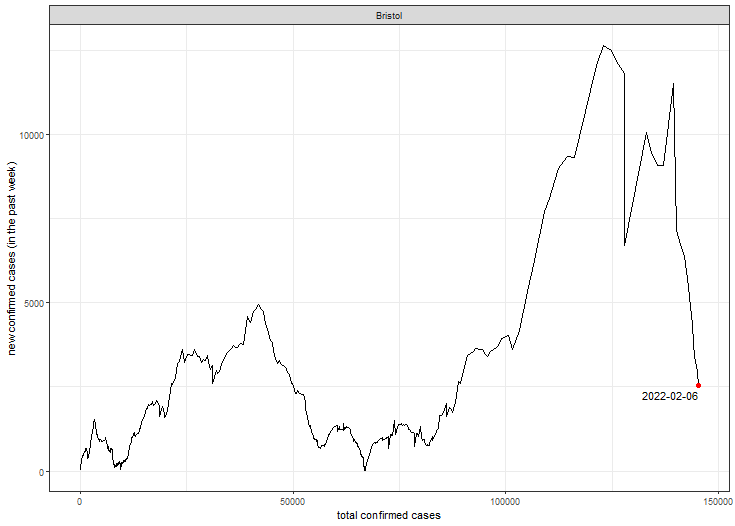 Bristol
new confirmed cases (in the past week)
10000
5000
0
2022-02-06
0
50000
100000
150000
total confirmed cases